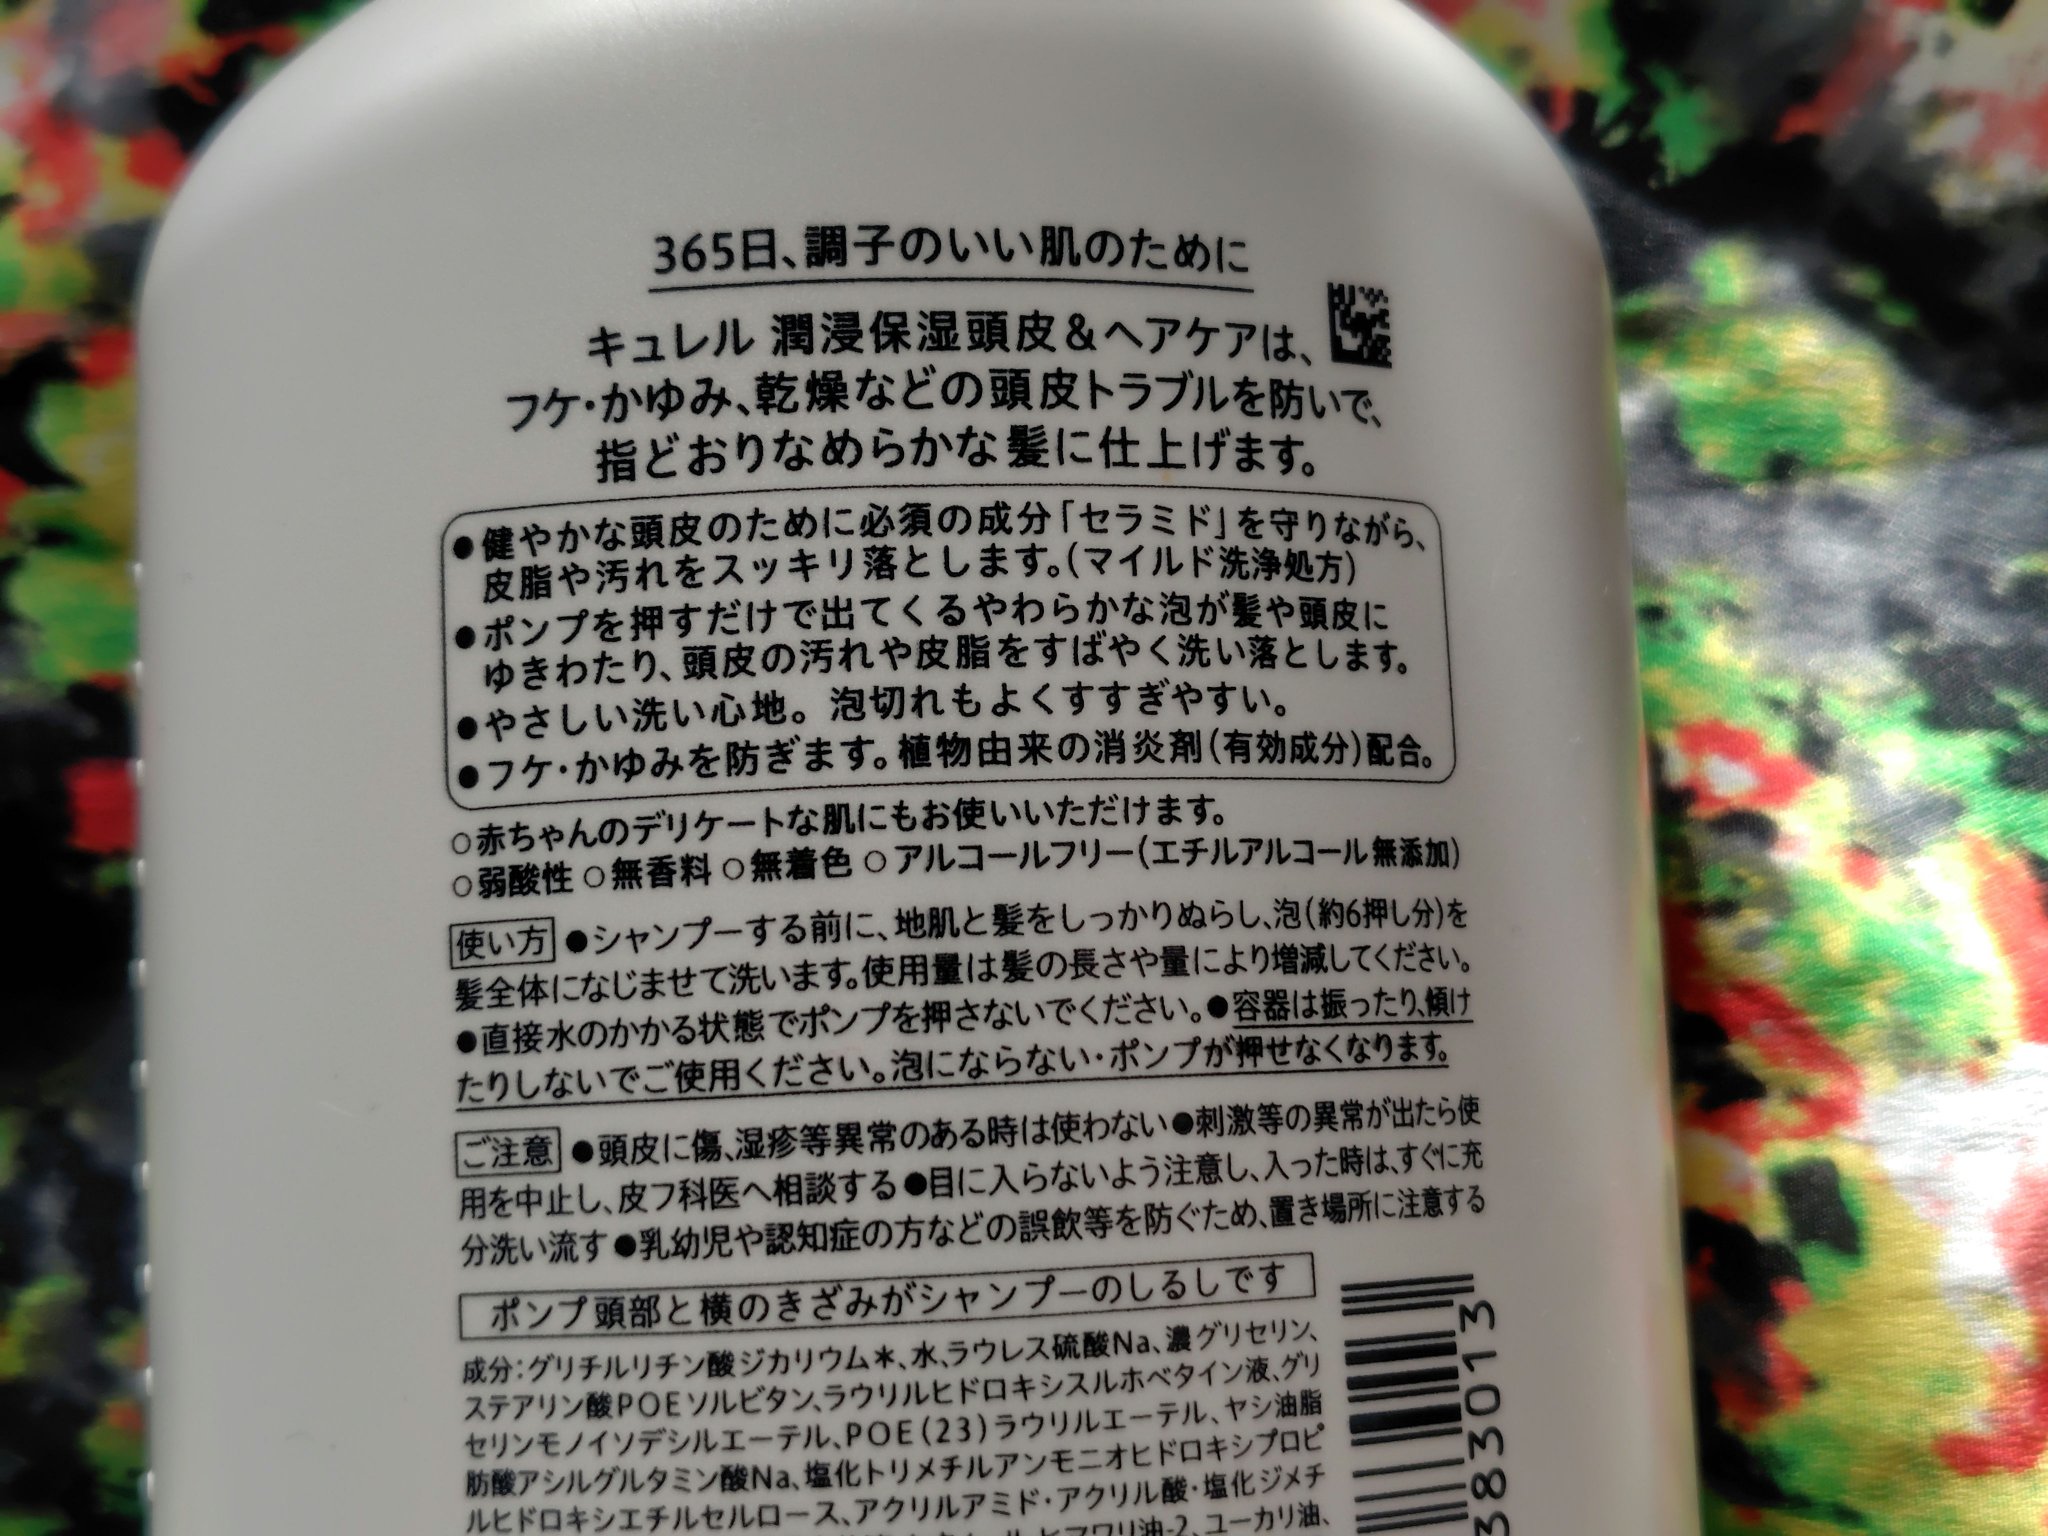 365日、調子のいい肌のために
キュレル 潤浸保湿頭皮&ヘアケアは、
フケ・かゆみ、乾燥などの頭皮トラブルを防いで、
指どおりなめらかな髪に仕上げます。
●健やかな頭皮のために必須の成分「セラミド」を守りながら、
皮脂や汚れをスッキリ落とします。(マイルド洗浄処方)
●ポンプを押すだけで出てくるやわらかな泡が髪や頭皮に
ゆきわたり、頭皮の汚れや皮脂をすばやく洗い落とします。
●やさしい洗い心地。泡切れもよくすすぎやすい。
●フケ・かゆみを防ぎます。植物由来の消炎剤(有効成分)配合。
○赤ちゃんのデリケートな肌にもお使いいただけます。
○弱酸性 ○無香料 ○無着色 ○アルコールフリー(エチルアルコール無添加)
使い方 ●シャンプーする前に、地肌と髪をしっかりぬらし、泡(約6押し分)を
髪全体になじませて洗います。使用量は髪の長さや量により増減してください。
●直接水のかかる状態でポンプを押さないでください。●容器は振ったり、傾け
たりしないでご使用ください。泡にならない・ポンプが押せなくなります。
ご注意 ●頭皮に傷、湿疹等異常のある時は使わない●刺激等の異常が出たら使
用を中止し、皮フ科医へ相談する●目に入らないよう注意し、入った時は、すぐに充
分洗い流す●乳幼児や認知症の方などの誤飲等を防ぐため、置き場所に注意する
ポンプ頭部と横のきざみがシャンプーのしるしです
成分:グリチルリチン酸ジカリウム*、水、ラウレス硫酸Na、濃グリセリン、
ステアリン酸POEソルビタン、ラウリルヒドロキシスルホベタイン液、グリ
セリンモノイソデシルエーテル、POE(23)ラウリルエーテル、ヤシ油脂
肪酸アシルグルタミン酸Na、塩化トリメチルアンモニオヒドロキシプロピ
ルヒドロキシエチルセルロース、アクリルアミド・アクリル酸・塩化ジメチ
ヒマワリ油-2、ユーカリ油、
383013